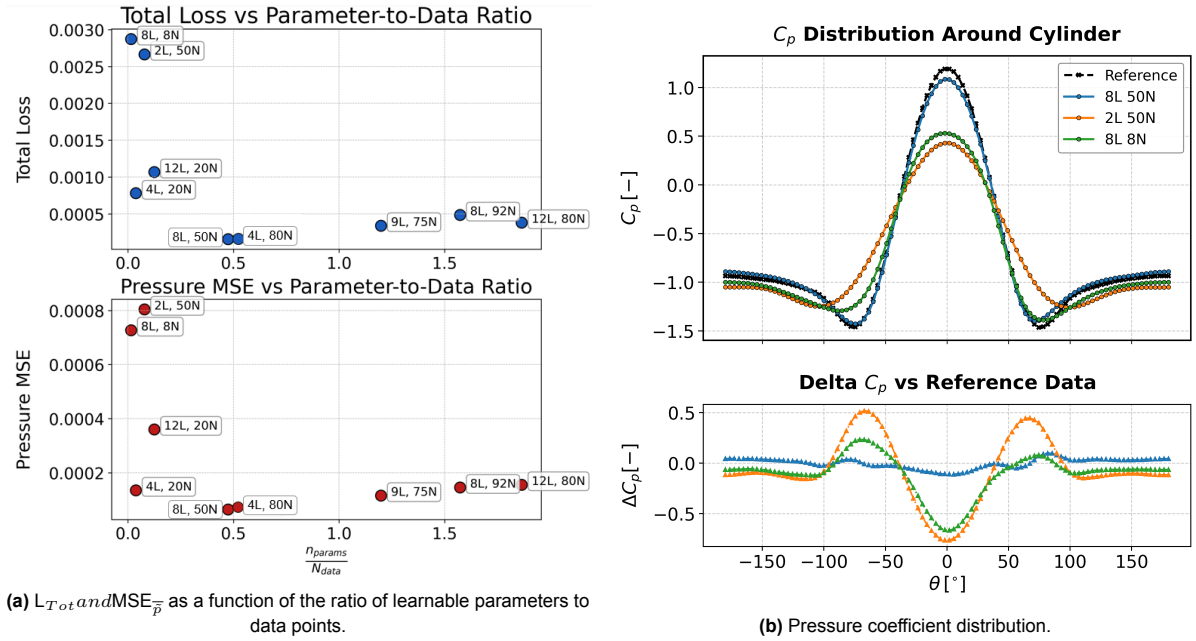 Total Loss vs Parameter-to-Data Ratio
0.0030
0.0025
0.0020
0.0015
0.0010
0.0005
Total Loss
8L, 8N
2L, 50N
12L, 20N
4L, 20N
8L, 50N
4L, 80N
9L, 75N
8L, 92N
12L, 80N
0.0 0.5 1.0 1.5
Pressure MSE vs Parameter-to-Data Ratio
0.0008
0.0006
0.0004
0.0002
Pressure MSE
2L, 50N
8L, 8N
12L, 20N
4L, 20N
8L, 50N
4L, 80N
9L, 75N
8L, 92N
12L, 80N
0.0 0.5 1.0 1.5
n_params
N_data
(a) L_{Tot}andMSE_{\overline{p}} as a function of the ratio of learnable parameters to
data points.
C_p Distribution Around Cylinder
1.0
0.5
0.0
−0.5
−1.0
−1.5
C_p [−]
Reference
8L 50N
2L 50N
8L 8N
Delta C_p vs Reference Data
0.5
0.0
−0.5
ΔC_p [−]
−150 −100 −50 0 50 100 150
θ [°]
(b) Pressure coefficient distribution.